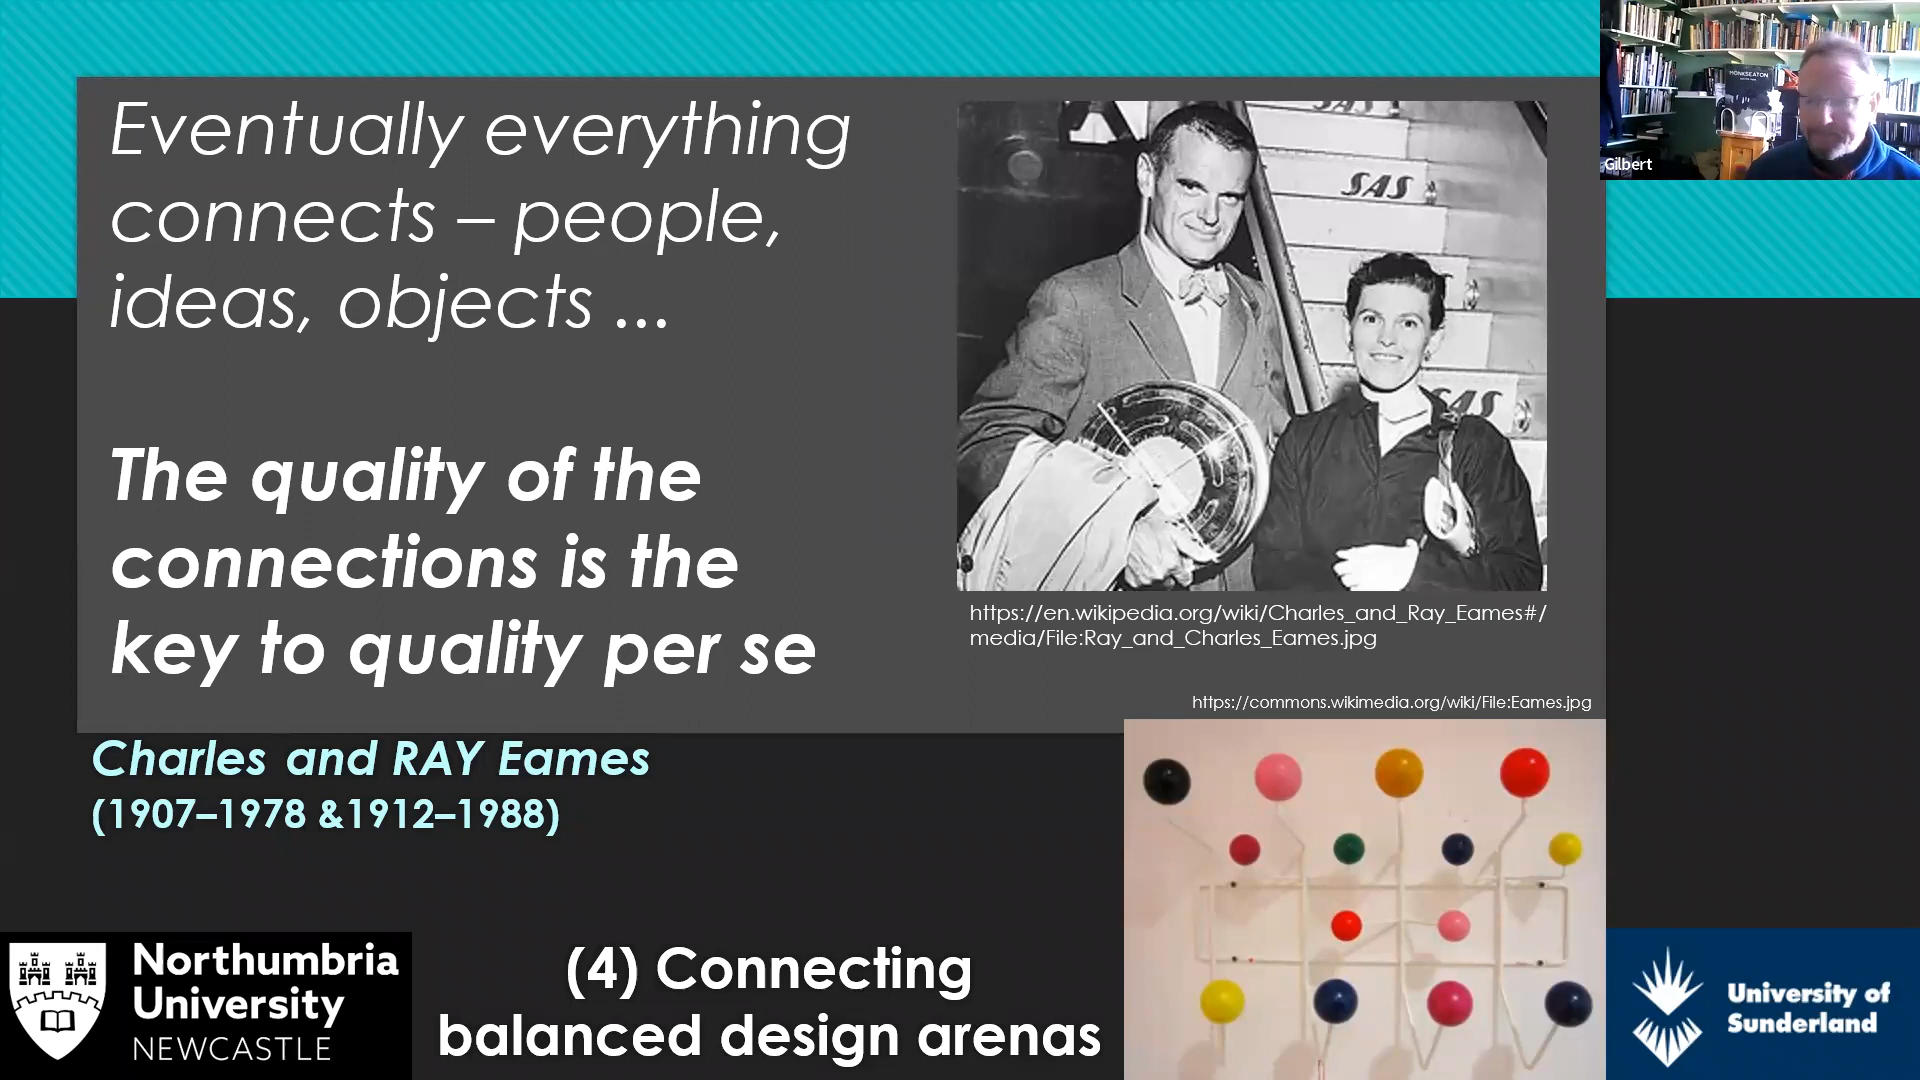 Eventually everything
connects – people,
ideas, objects ...
The quality of the
connections is the
key to quality per se
SAS
SAS
SAS
https://en.wikipedia.org/wiki/Charles_and_Ray_Eames#/
media/File:Ray_and_Charles_Eames.jpg
https://commons.wikimedia.org/wiki/File:Eames.jpg
Charles and RAY Eames
(1907–1978 &1912–1988)
(4) Connecting
balanced design arenas
Northumbria
University
NEWCASTLE
University of
Sunderland
MONKSEATON
Gilbert